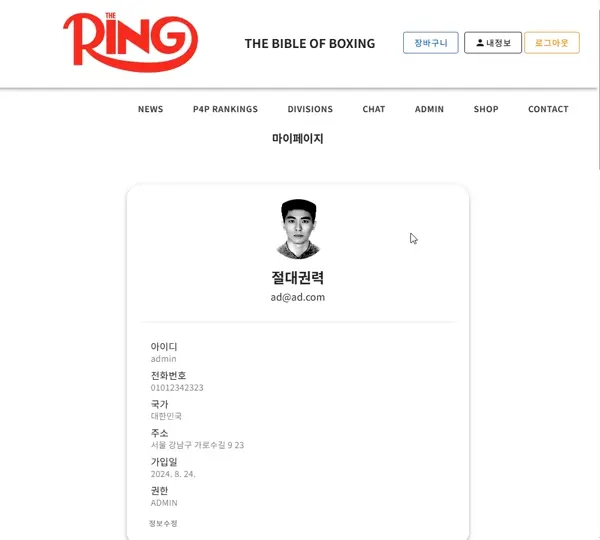 THE
RING
THE BIBLE OF BOXING
장바구니
내정보
로그아웃
NEWS
P4P RANKINGS
DIVISIONS
CHAT
ADMIN
SHOP
CONTACT
마이페이지
절대권력
ad@ad.com
아이디
admin
전화번호
01012342323
국가
대한민국
주소
서울 강남구 가로수길 9 23
가입일
2024. 8. 24.
권한
ADMIN
정보수정